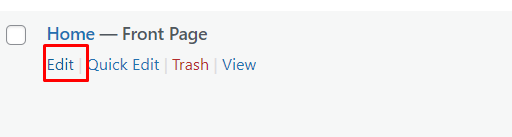 Home — Front Page
Edit | Quick Edit | Trash | View